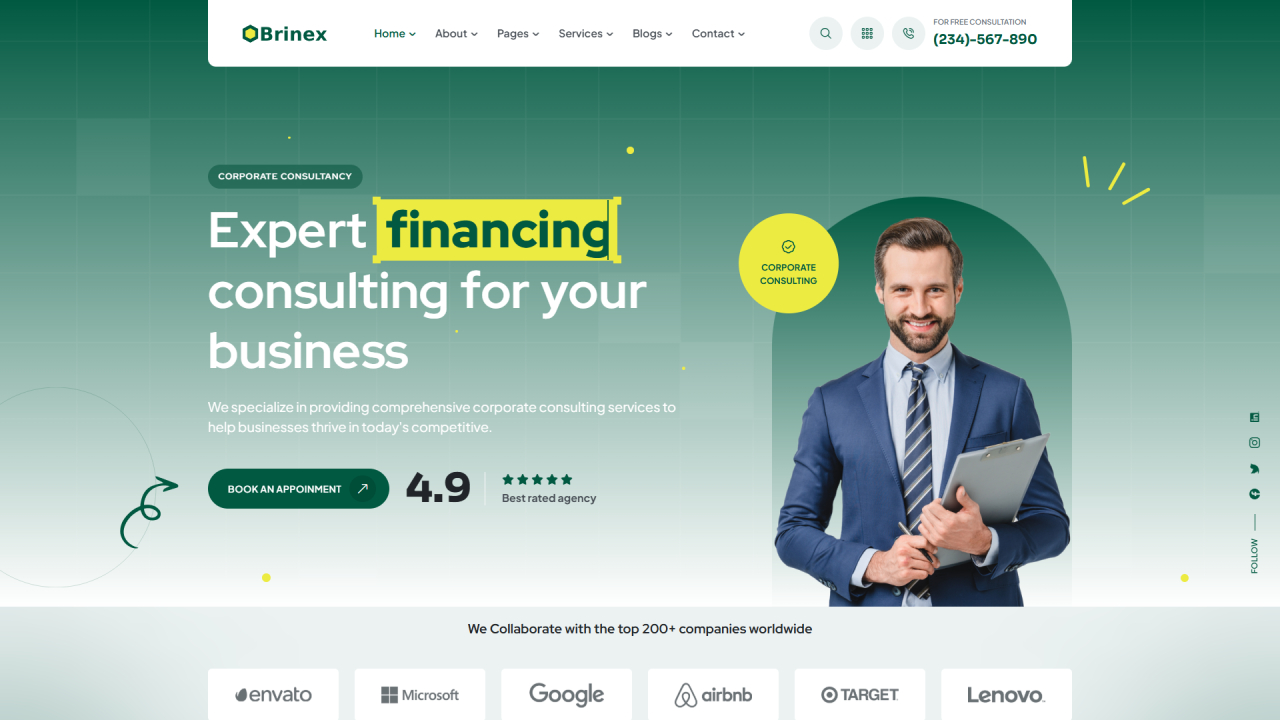 Brinex
Home
About
Pages
Services
Blogs
Contact
FOR FREE CONSULTATION
(234)-567-890
CORPORATE CONSULTANCY
Expert financing
consulting for your
business
We specialize in providing comprehensive corporate consulting services to
help businesses thrive in today's competitive.
BOOK AN APPOINMENT
4.9
Best rated agency
CORPORATE
CONSULTING
FOLLOW
We Collaborate with the top 200+ companies worldwide
envato
Microsoft
Google
airbnb
TARGET
Lenovo